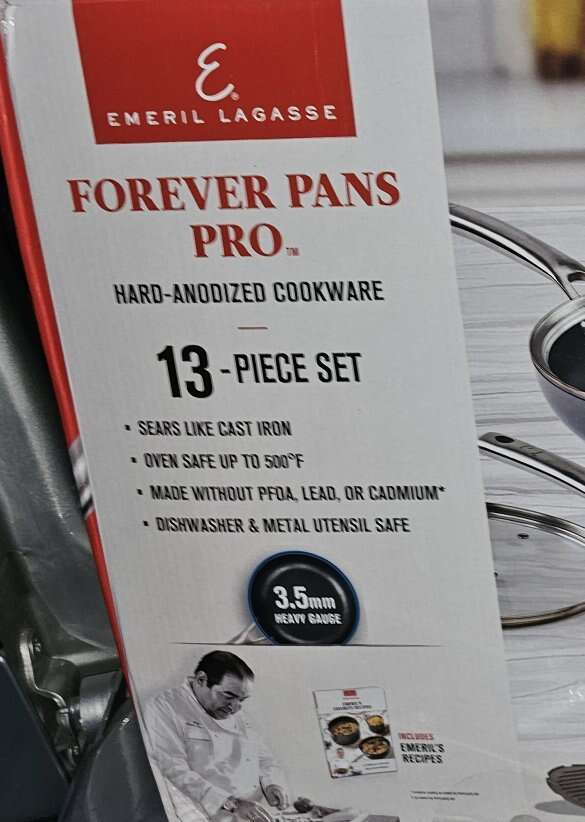 E
EMERIL LAGASSE
FOREVER PANS
PRO™
HARD-ANODIZED COOKWARE
13-PIECE SET
• SEARS LIKE CAST IRON
• OVEN SAFE UP TO 500°F
• MADE WITHOUT PFOA, LEAD, OR CADMIUM*
• DISHWASHER & METAL UTENSIL SAFE
3.5mm
HEAVY GAUGE
INCLUDES
EMERIL'S
RECIPES